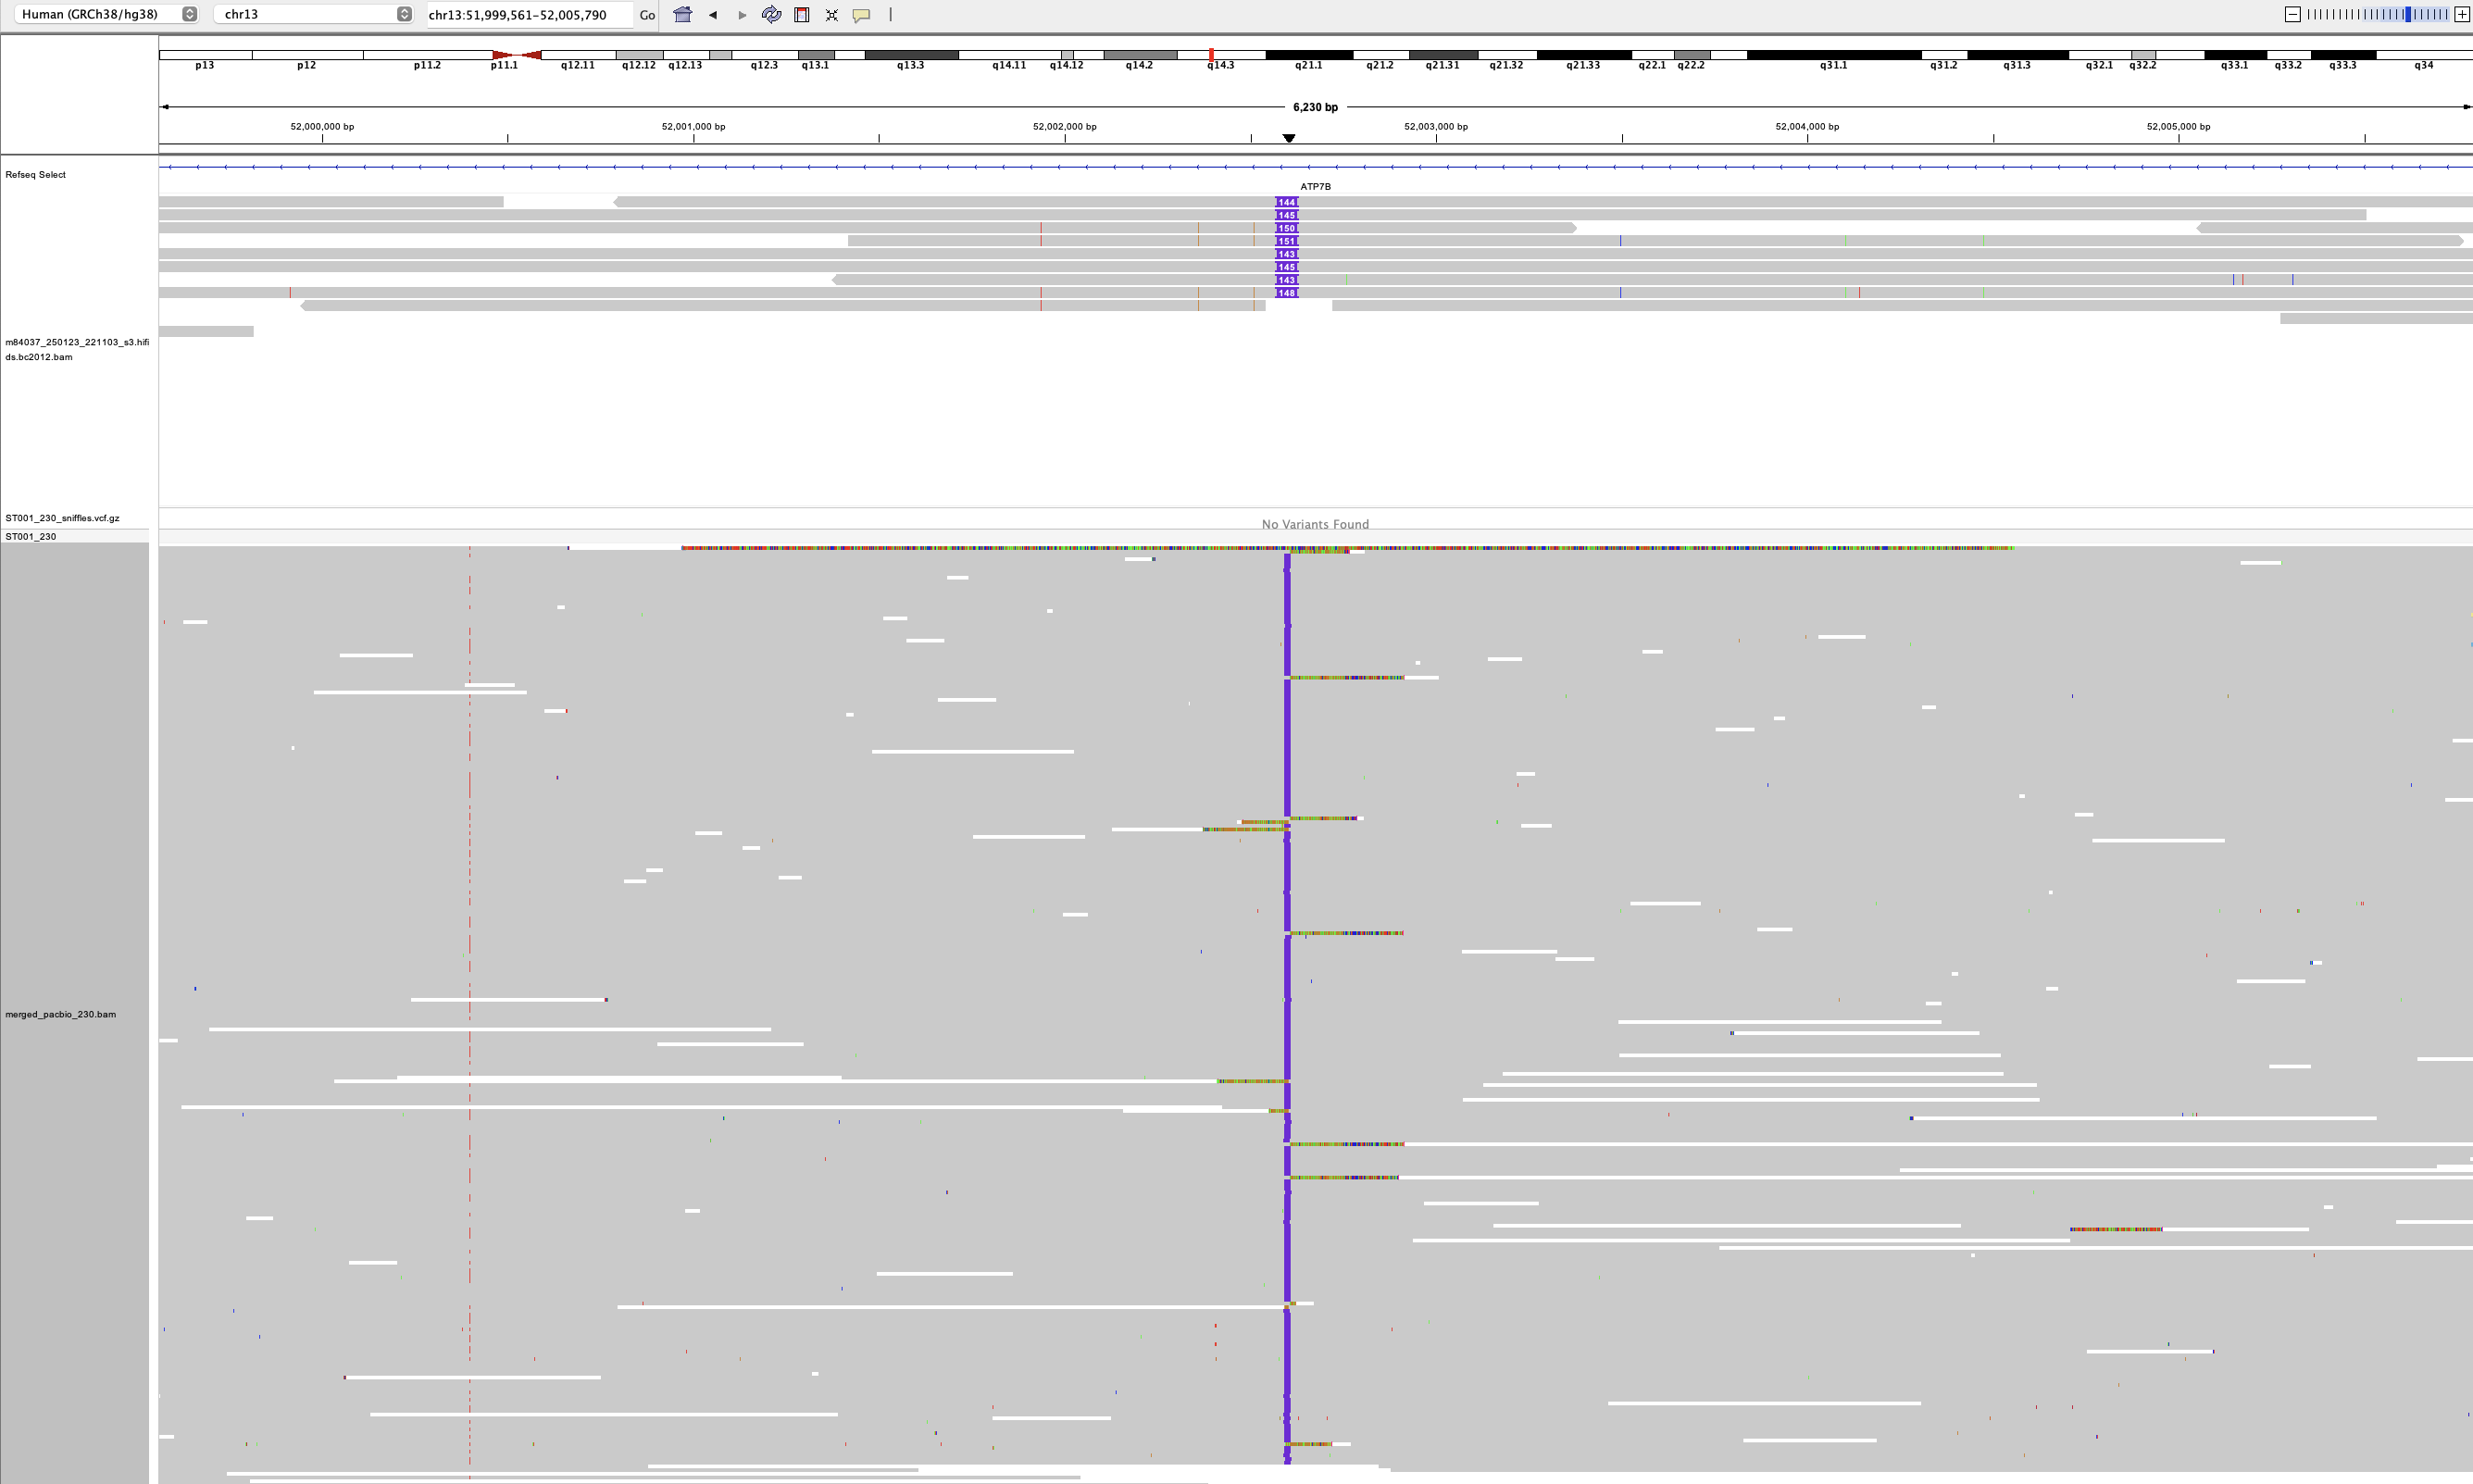 Human (GRCh38/hg38) chr13 chr13:51,999,561-52,005,790 Go
p13 p12 p11.2 p11.1 q12.11 q12.12 q12.13 q12.3 q13.1 q13.3 q14.11 q14.12 q14.2 q14.3 q21.1 q21.2 q21.31 q21.32 q21.33 q22.1 q22.2 q31.1 q31.2 q31.3 q32.1 q32.2 q33.1 q33.2 q33.3 q34
6,230 bp
52,000,000 bp 52,001,000 bp 52,002,000 bp 52,003,000 bp 52,004,000 bp 52,005,000 bp
Refseq Select
ATP7B
144
145
150
151
143
145
143
148
m84037_250123_221103_s3.hifi
ds.bc2012.bam
ST001_230_sniffles.vcf.gz
No Variants Found
ST001_230
merged_pacbio_230.bam